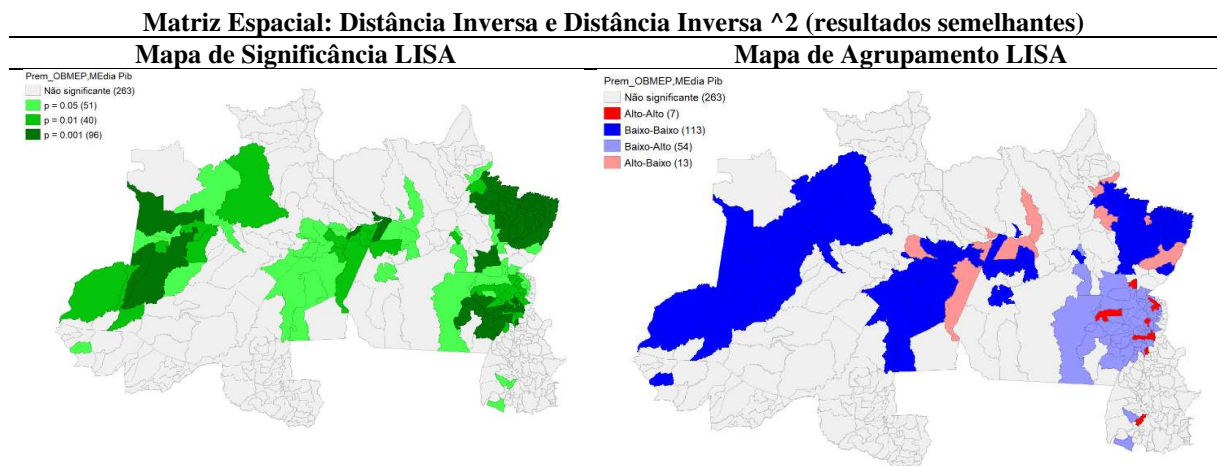 Matriz Espacial: Distância Inversa e Distância Inversa ^2 (resultados semelhantes)
Mapa de Significância LISA
Mapa de Agrupamento LISA
Prem_OBMEP,MEdia Pib
Não significante (263)
p = 0.05 (51)
p = 0.01 (40)
p = 0.001 (96)
Prem_OBMEP,MEdia Pib
Não significante (263)
Alto-Alto (7)
Baixo-Baixo (113)
Baixo-Alto (54)
Alto-Baixo (13)